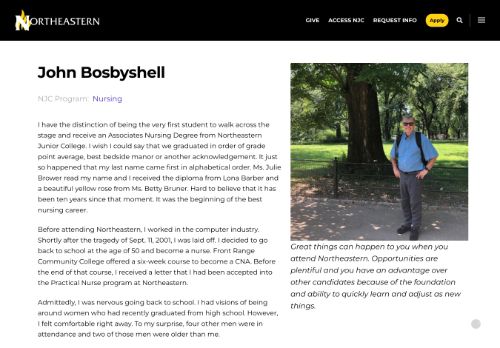 NORTHEASTERN
GIVE ACCESS NJC REQUEST INFO Apply
John Bosbyshell
NJC Program: Nursing
I have the distinction of being the very first student to walk across the
stage and receive an Associates Nursing Degree from Northeastern
Junior College. I wish I could say that we graduated in order of grade
point average, best bedside manor or another acknowledgement. It just
so happened that my last name came first in alphabetical order. Ms. Julie
Brower read my name and I received the diploma from Lona Barber and
a beautiful yellow rose from Ms. Betty Bruner. Hard to believe that it has
been ten years since that moment. It was the beginning of the best
nursing career.
Before attending Northeastern, I worked in the computer industry.
Shortly after the tragedy of Sept. 11, 2001, I was laid off. I decided to go
back to school at the age of 50 and become a nurse. Front Range
Community College offered a six-week course to become a CNA. Before
the end of that course, I received a letter that I had been accepted into
the Practical Nurse program at Northeastern.
Admittedly, I was nervous going back to school. I had visions of being
around women who had recently graduated from high school. However,
I felt comfortable right away. To my surprise, four other men were in
attendance and two of those men were older than me.
Great things can happen to you when you
attend Northeastern. Opportunities are
plentiful and you have an advantage over
other candidates because of the foundation
and ability to quickly learn and adjust as new
things.